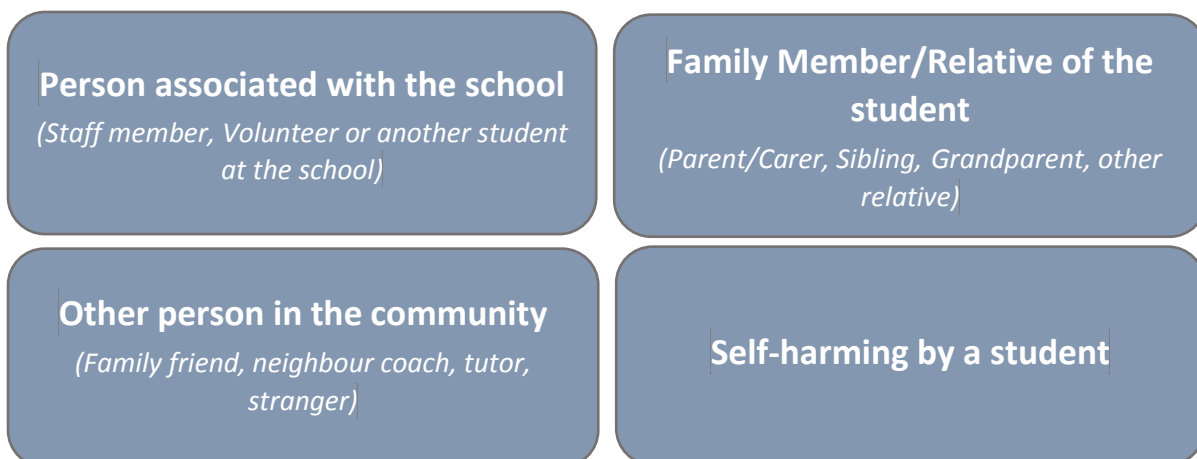 Person associated with the school
(Staff member, Volunteer or another student
at the school)
Family Member/Relative of the
student
(Parent/Carer, Sibling, Grandparent, other
relative)
Other person in the community
(Family friend, neighbour coach, tutor,
stranger)
Self-harming by a student